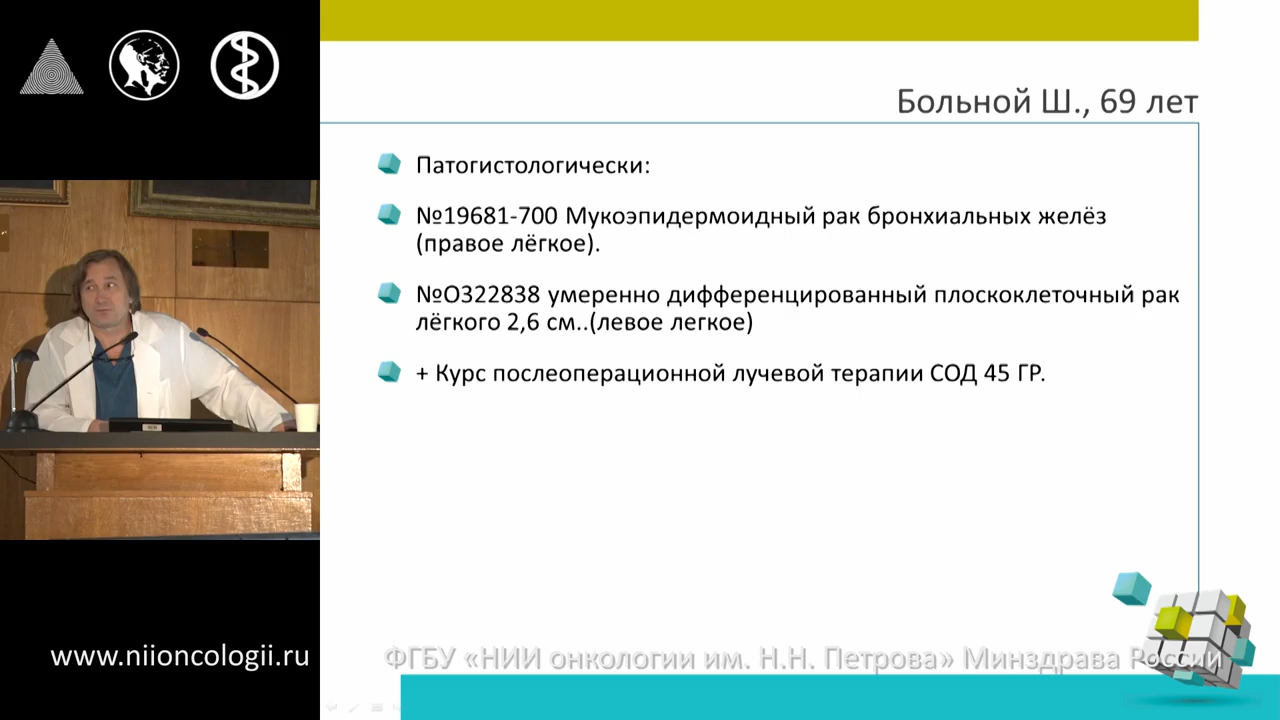 Больной Ш., 69 лет
Патогистологически:
№19681-700 Мукоэпидермоидный рак бронхиальных желёз
(правое лёгкое).
№О322838 умеренно дифференцированный плоскоклеточный рак
лёгкого 2,6 см..(левое легкое)
+ Курс послеоперационной лучевой терапии СОД 45 ГР.
www.niioncologii.ru
ФГБУ «НИИ онкологии им. Н.Н. Петрова» Минздрава России